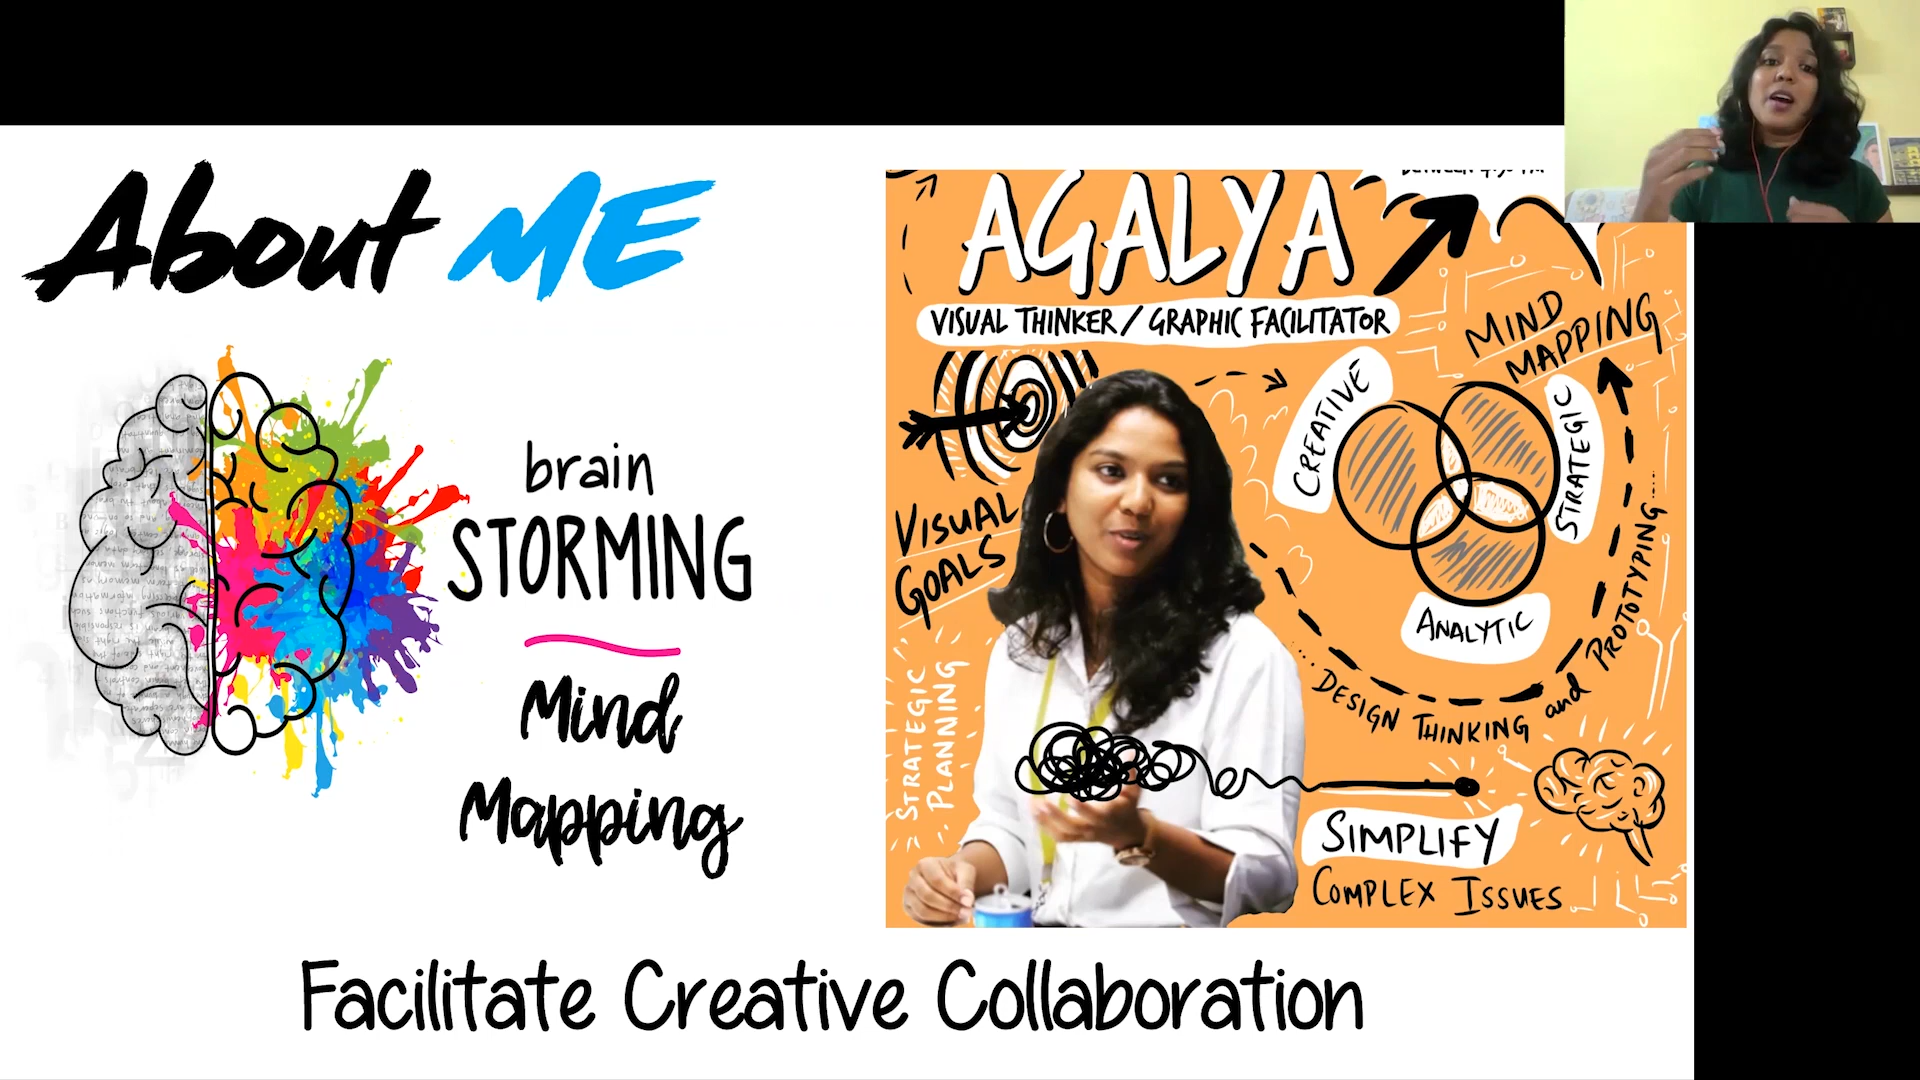 About ME
brain
STORMING
Mind
Mapping
AGALYA
VISUAL THINKER / GRAPHIC FACILITATOR
MIND
MAPPING
CREATIVE
STRATEGIC
ANALYTIC
VISUAL
GOALS
STRATEGIC
PLANNING
DESIGN THINKING and PROTOTYPING
SIMPLIFY
COMPLEX ISSUES
Facilitate Creative Collaboration